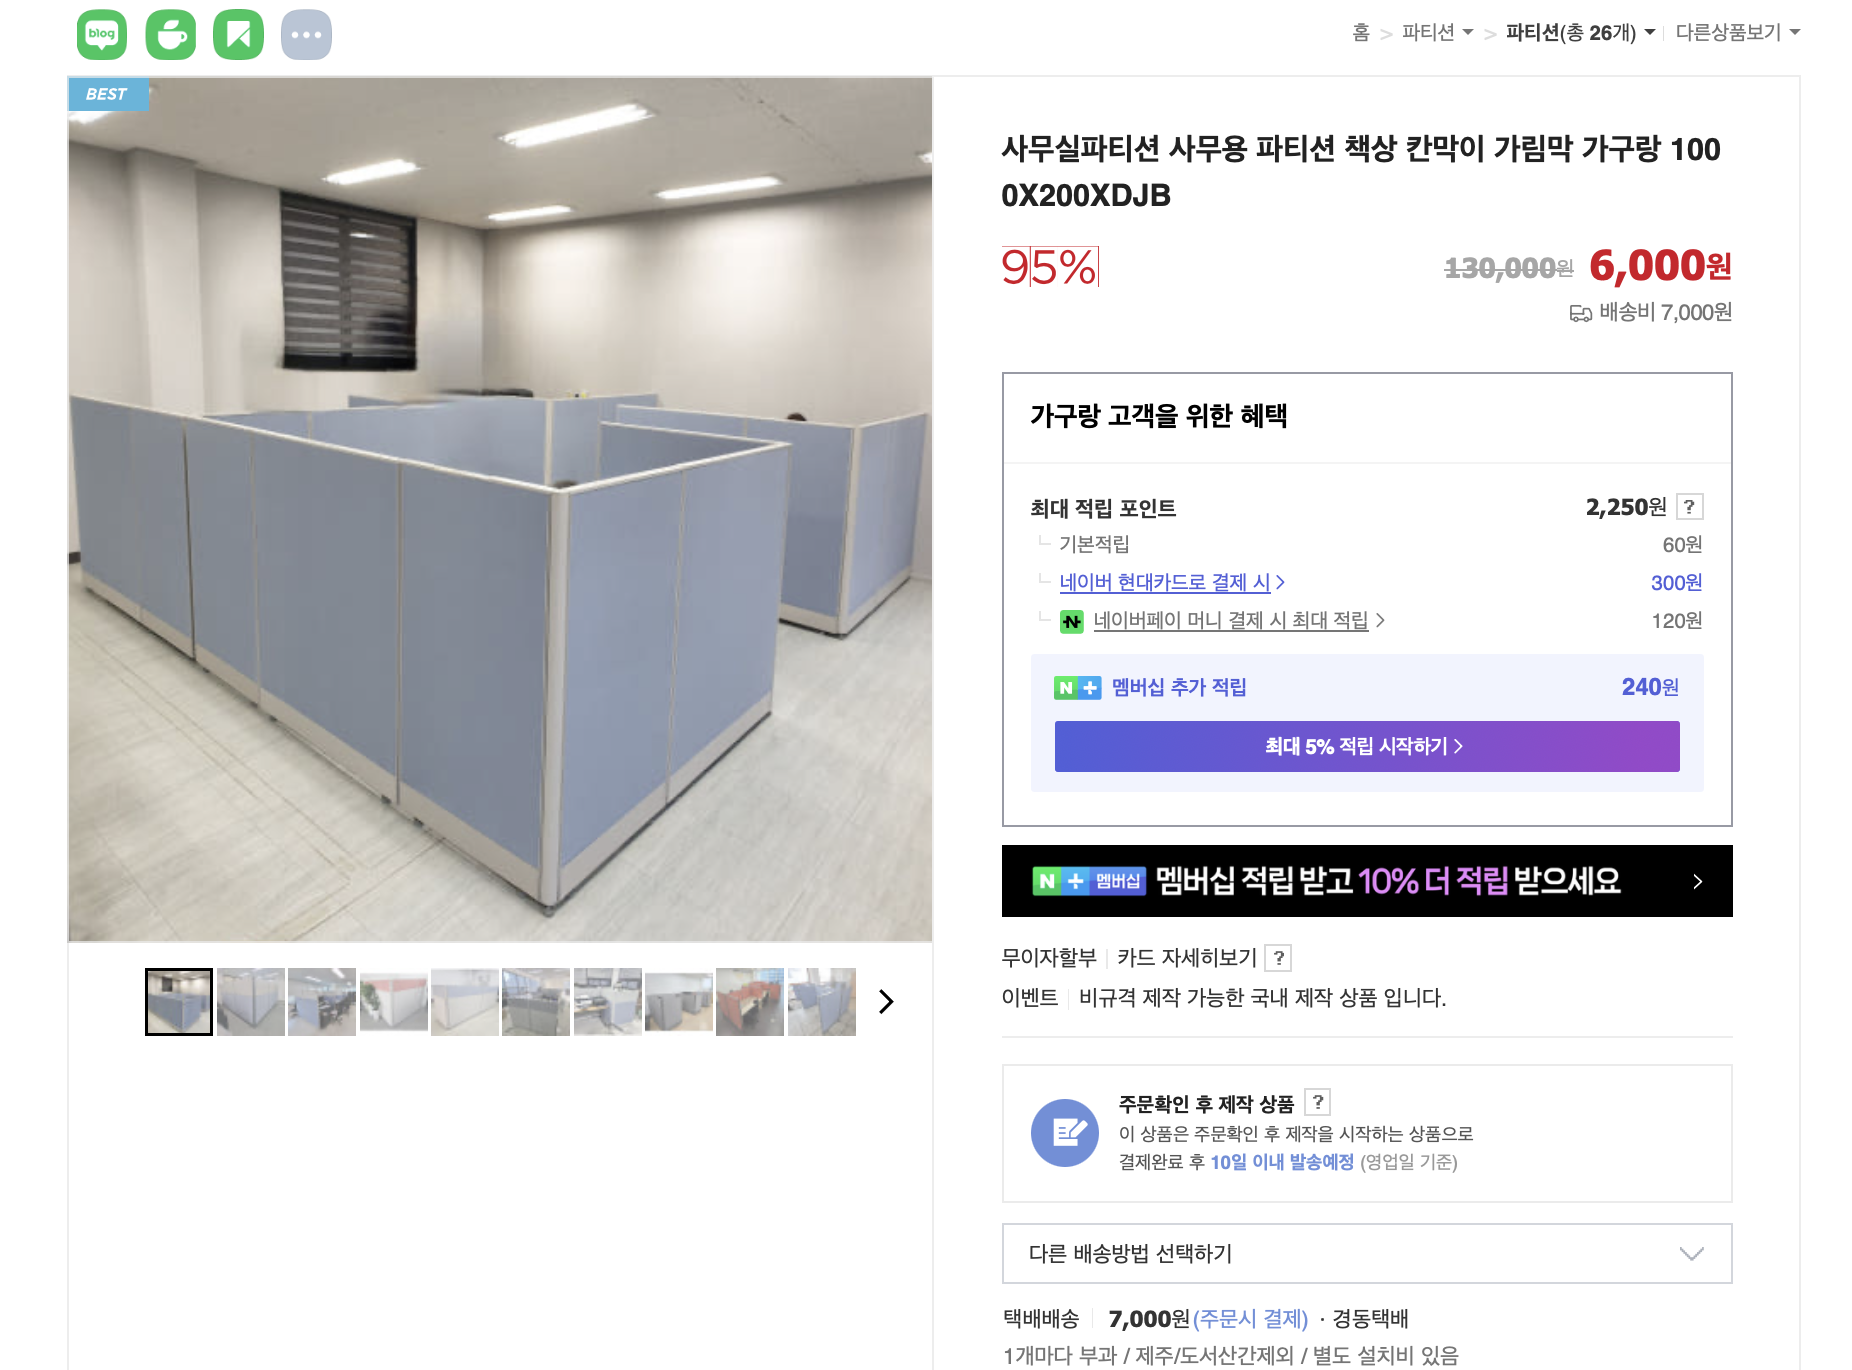 blog
홈 > 파티션 > 파티션(총 26개) 다른상품보기
BEST
사무실파티션 사무용 파티션 책상 칸막이 가림막 가구랑 100
0X200XDJB
95% 130,000원 6,000원
배송비 7,000원
가구랑 고객을 위한 혜택
최대 적립 포인트 2,250원 ?
기본적립 60원
네이버 현대카드로 결제 시 > 300원
N 네이버페이 머니 결제 시 최대 적립 > 120원
N + 멤버십 추가 적립 240원
최대 5% 적립 시작하기 >
N + 멤버십 멤버십 적립 받고 10% 더 적립 받으세요 >
무이자할부 카드 자세히보기 ?
이벤트 비규격 제작 가능한 국내 제작 상품 입니다.
주문확인 후 제작 상품 ?
이 상품은 주문확인 후 제작을 시작하는 상품으로
결제완료 후 10일 이내 발송예정 (영업일 기준)
다른 배송방법 선택하기
택배배송 7,000원(주문시 결제) · 경동택배
1개마다 부과 / 제주/도서산간제외 / 별도 설치비 있음